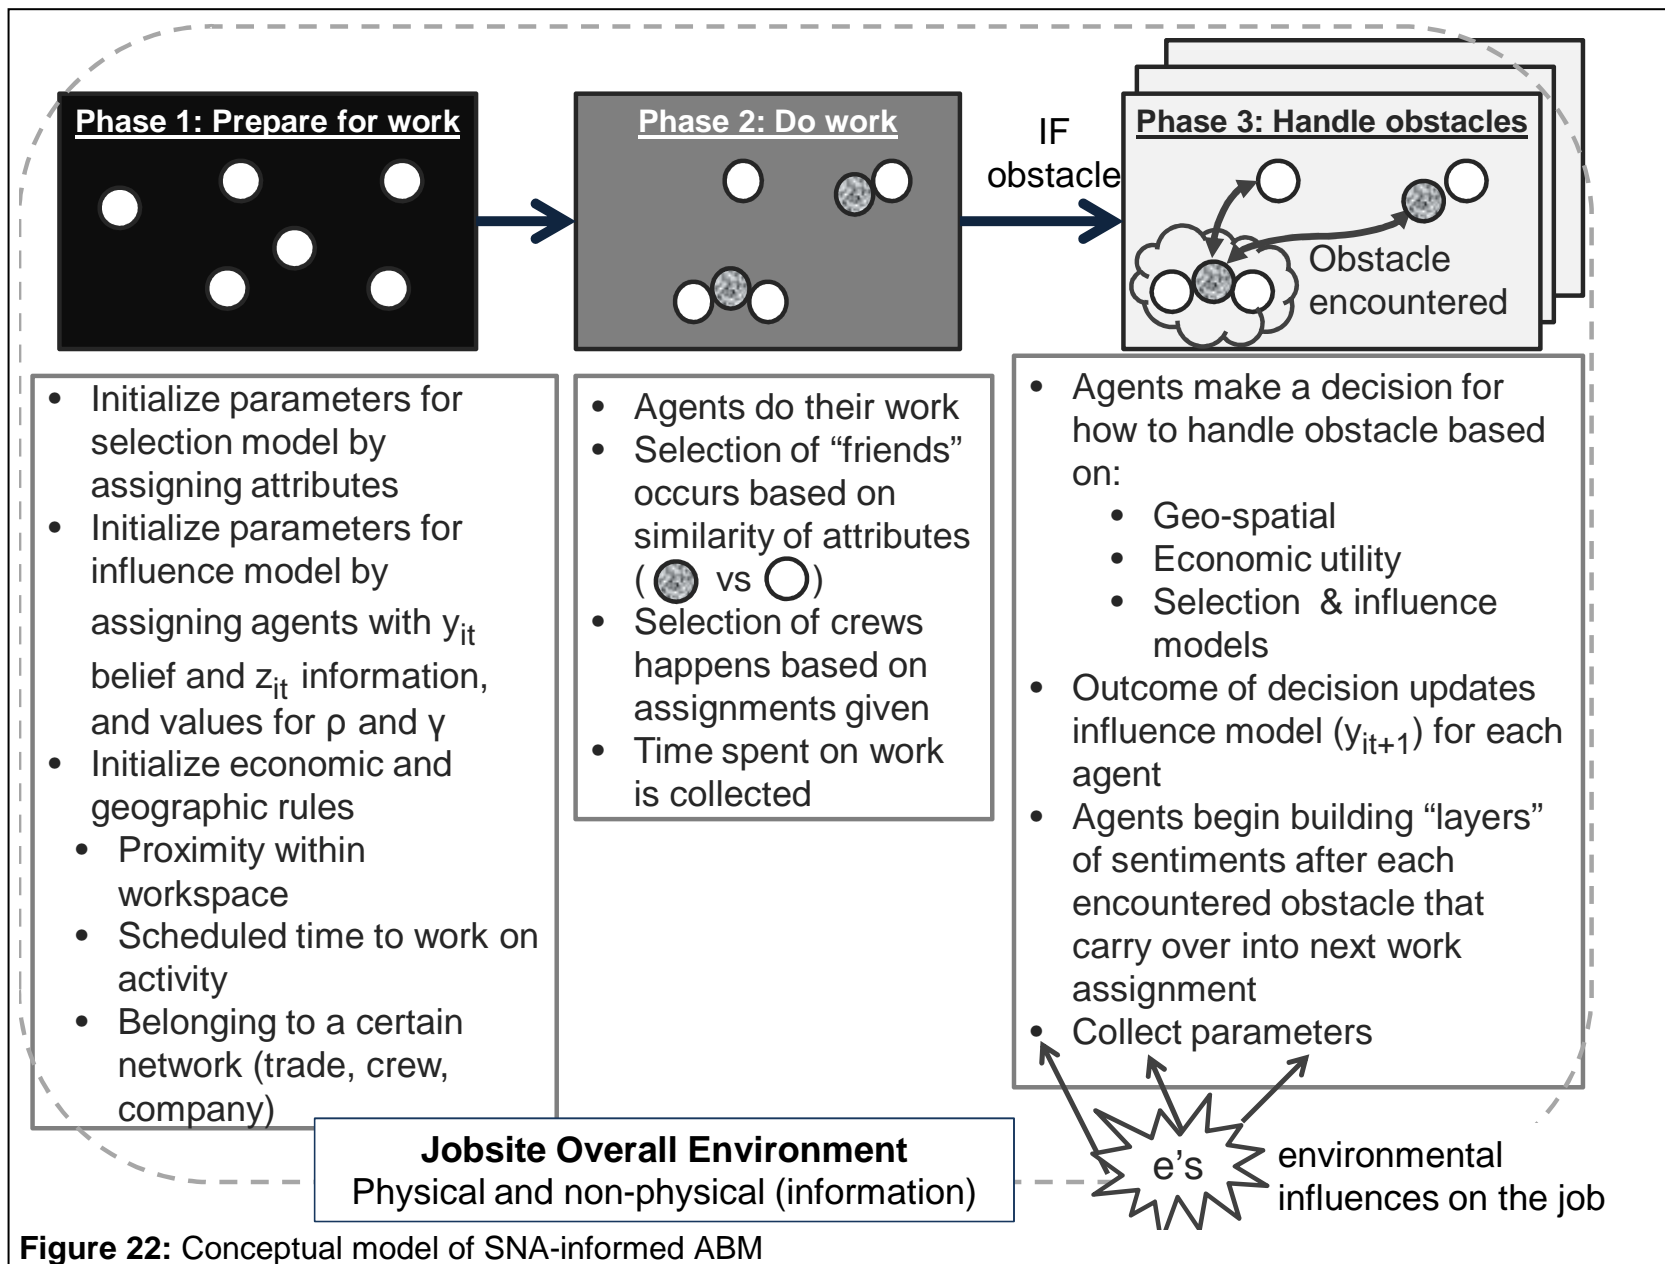 Phase 1: Prepare for work
Phase 2: Do work
IF
obstacle
Phase 3: Handle obstacles
Obstacle
encountered
• Initialize parameters for
selection model by
assigning attributes
• Initialize parameters for
influence model by
assigning agents with y_it
belief and z_it information,
and values for ρ and γ
• Initialize economic and
geographic rules
• Proximity within
workspace
• Scheduled time to work on
activity
• Belonging to a certain
network (trade, crew,
company)
• Agents do their work
• Selection of “friends”
occurs based on
similarity of attributes
( vs )
• Selection of crews
happens based on
assignments given
• Time spent on work
is collected
• Agents make a decision for
how to handle obstacle based
on:
• Geo-spatial
• Economic utility
• Selection & influence
models
• Outcome of decision updates
influence model (y_it+1) for each
agent
• Agents begin building “layers”
of sentiments after each
encountered obstacle that
carry over into next work
assignment
• Collect parameters
Jobsite Overall Environment
Physical and non-physical (information)
e’s
environmental
influences on the job
Figure 22: Conceptual model of SNA-informed ABM